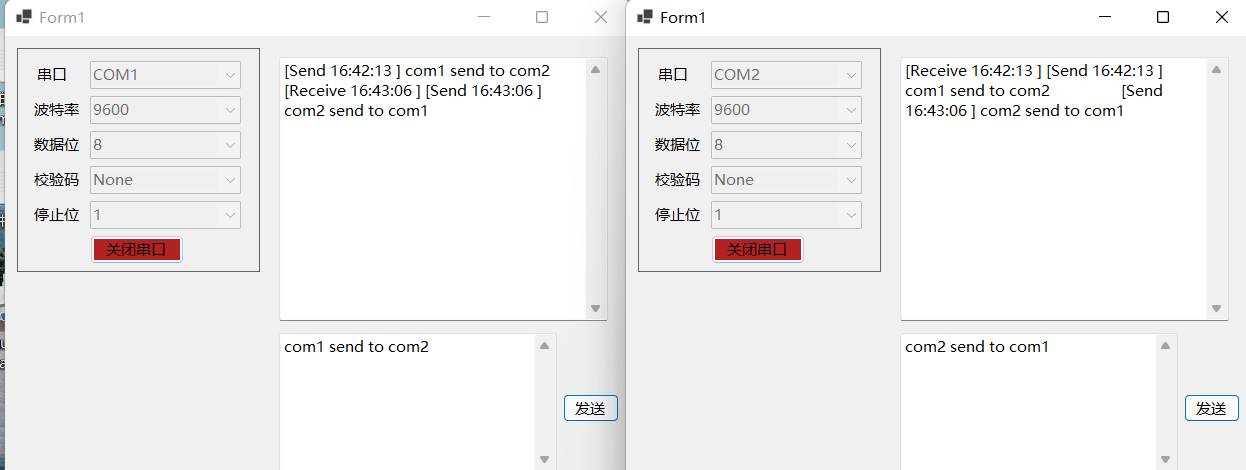 Form1
串口 COM1
波特率 9600
数据位 8
校验码 None
停止位 1
关闭串口
[Send 16:42:13 ] com1 send to com2
[Receive 16:43:06 ] [Send 16:43:06 ]
com2 send to com1
com1 send to com2
发送
Form1
串口 COM2
波特率 9600
数据位 8
校验码 None
停止位 1
关闭串口
[Receive 16:42:13 ] [Send 16:42:13 ]
com1 send to com2 [Send
16:43:06 ] com2 send to com1
com2 send to com1
发送